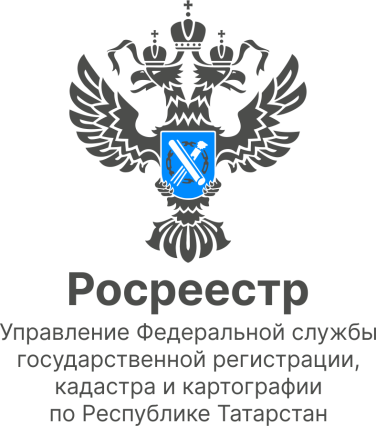 Росреестр
Управление Федеральной службы
государственной регистрации,
кадастра и картографии
по Республике Татарстан